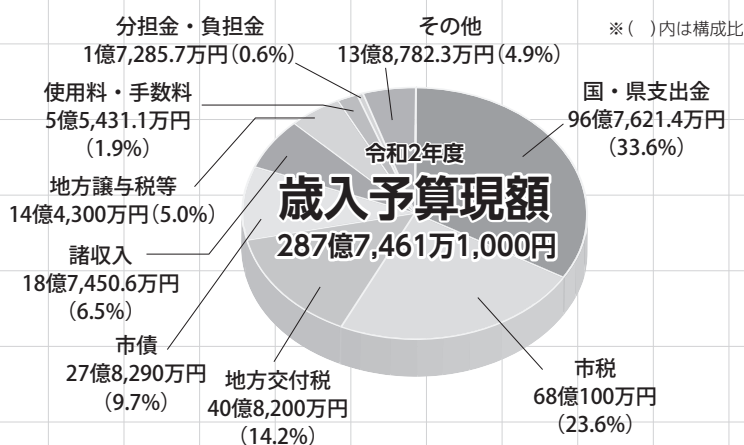 ※(　)内は構成比
分担金・負担金
1億7,285.7万円(0.6%)
その他
13億8,782.3万円(4.9%)
使用料・手数料
5億5,431.1万円
(1.9%)
国・県支出金
96億7,621.4万円
(33.6%)
地方譲与税等
14億4,300万円(5.0%)
令和2年度
歳入予算現額
287億7,461万1,000円
諸収入
18億7,450.6万円
(6.5%)
市債
27億8,290万円
(9.7%)
地方交付税
40億8,200万円
(14.2%)
市税
68億100万円
(23.6%)